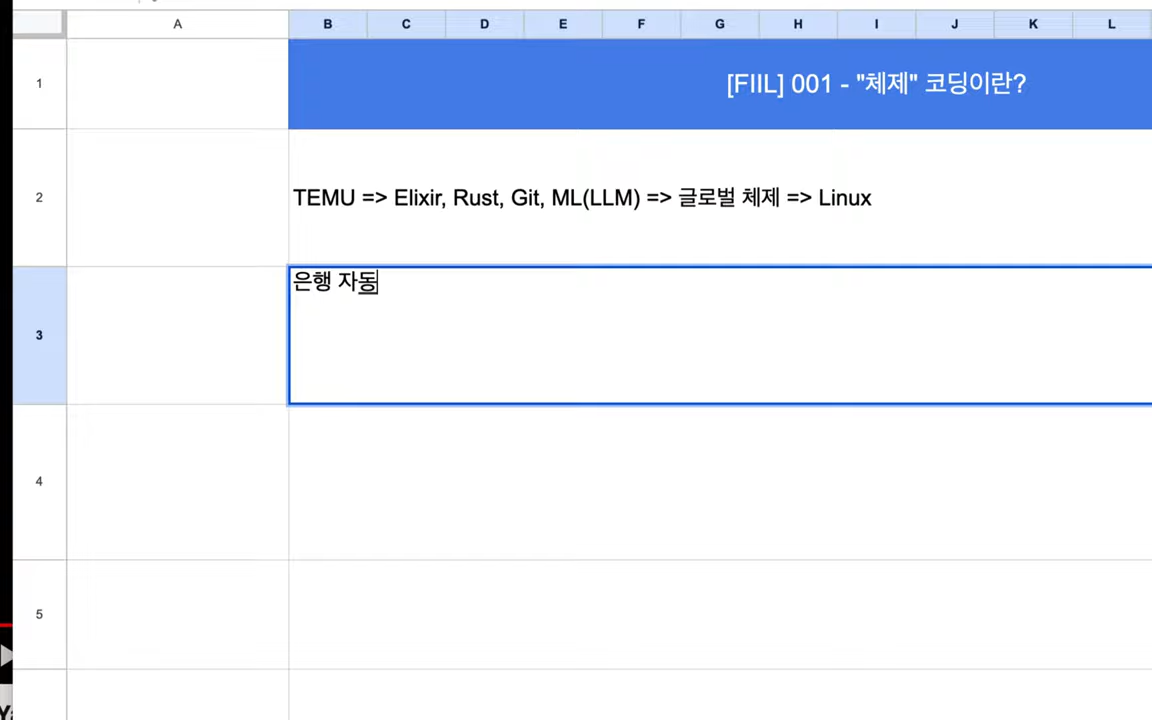 A B C D E F G H I J K L
1 [FIIL] 001 - "체제" 코딩이란?
2 TEMU => Elixir, Rust, Git, ML(LLM) => 글로벌 체제 => Linux
3 은행 자동
4
5